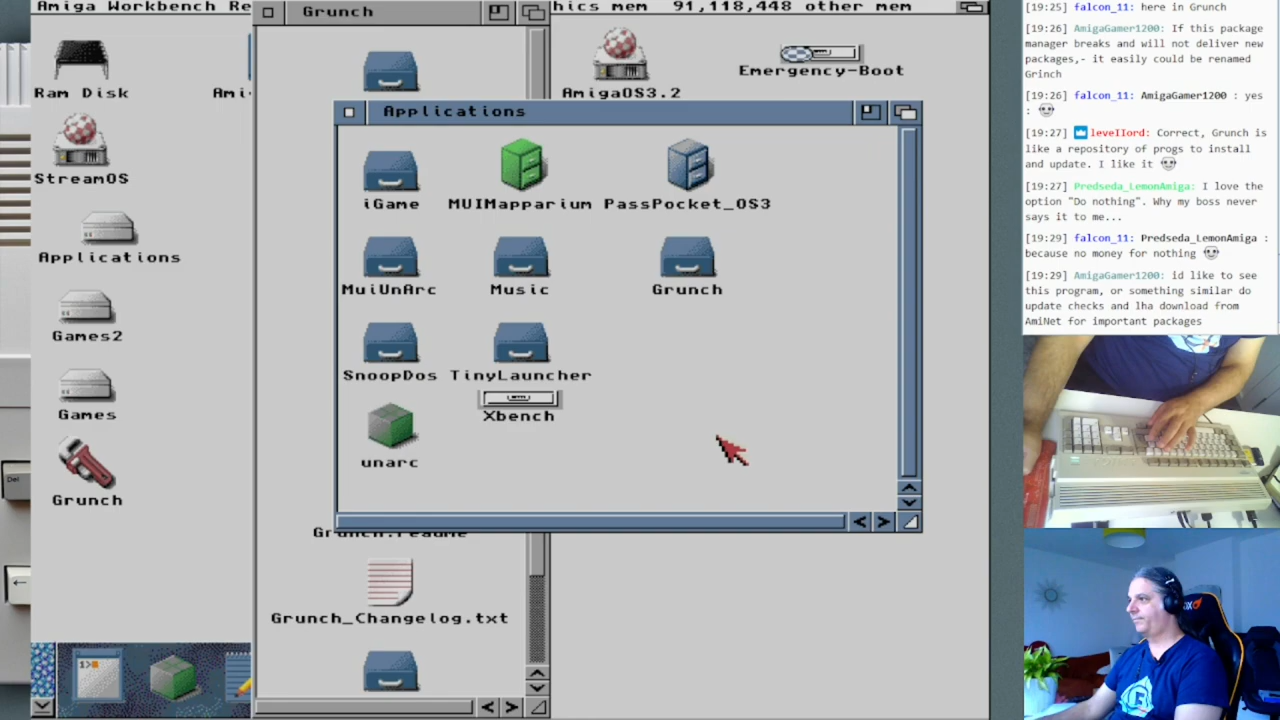 Amiga Workbench Re
Grunch
hics mem 91,118,448 other mem
Ram Disk
Ami
StreamOS
Applications
Games2
Games
Grunch
AmigaOS3.2
Emergency-Boot
Applications
iGame
MUIMapparium
PassPocket_OS3
MuiUnArc
Music
Grunch
SnoopDos
TinyLauncher
Xbench
unarc
Grunch.readme
Grunch_Changelog.txt
[19:25] falcon_11: here in Grunch
[19:26] AmigaGamer1200: If this package
manager breaks and will not deliver new
packages,- it easily could be renamed
Grinch
[19:26] falcon_11: AmigaGamer1200 : yes
:
[19:27] leveIIord: Correct, Grunch is
like a repository of progs to install
and update. I like it
[19:27] Predseda_LemonAmiga: I love the
option "Do nothing". Why my boss never
says it to me...
[19:29] falcon_11: Predseda_LemonAmiga :
because no money for nothing
[19:29] AmigaGamer1200: id like to see
this program, or something similar do
update checks and lha download from
AmiNet for important packages
Del
1>